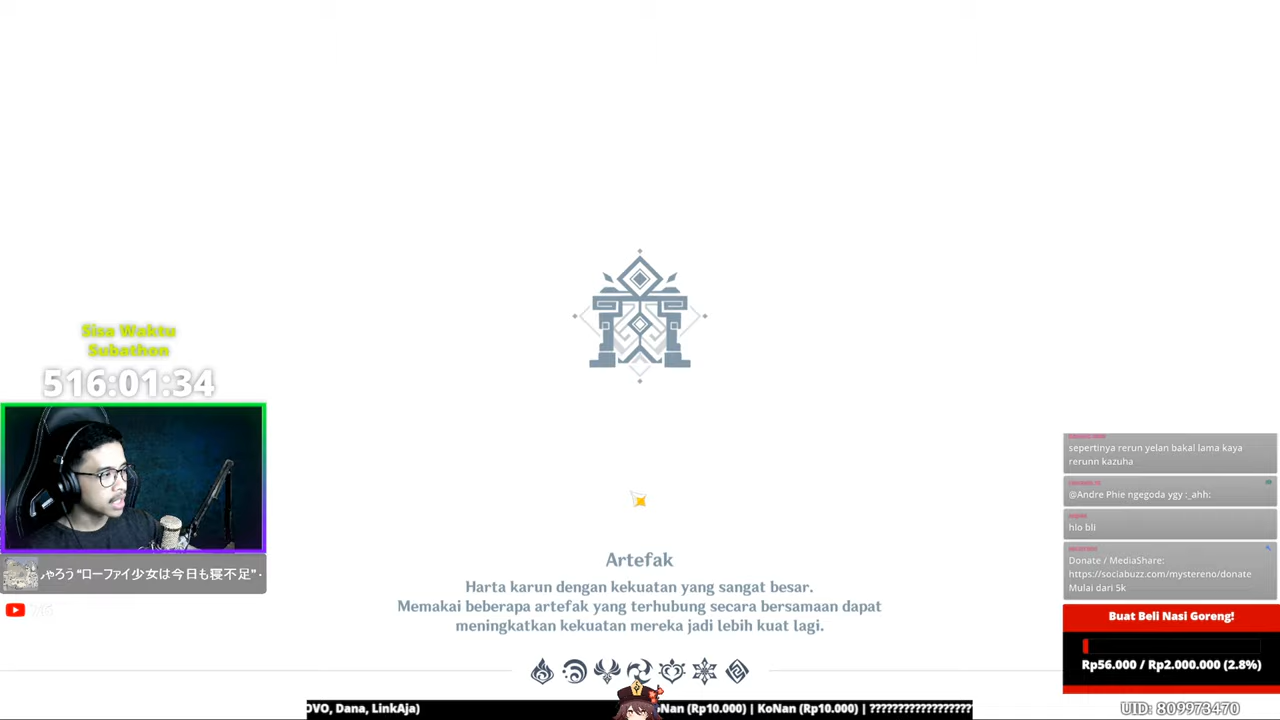 Sisa Waktu
Subathon
516:01:34
ゃろう“ローファイ少女は今日も寝不足”・
Artefak
Harta karun dengan kekuatan yang sangat besar.
Memakai beberapa artefak yang terhubung secara bersamaan dapat
meningkatkan kekuatan mereka jadi lebih kuat lagi.
sepertinya rerun yelan bakal lama kaya
rerunn kazuha
@Andre Phie ngegoda ygy :_ahh:
hlo bli
Donate / MediaShare:
https://sociabuzz.com/mystereno/donate
Mulai dari 5k
Buat Beli Nasi Goreng!
Rp56.000 / Rp2.000.000 (2.8%)
OVO, Dana, LinkAja)
Nan (Rp10.000) | KoNan (Rp10.000) | ??????????????????
UID: 809973470